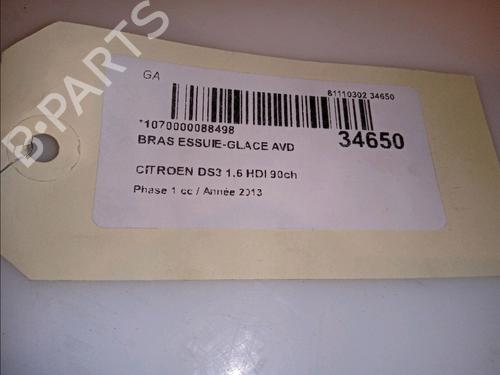 GA
81110302 34650
*1070000088498
34650
BRAS ESSUIE-GLACE AVD
CITROEN DS3 1.6 HDI 90ch
Phase 1 cc / Année 2013
B-PARTS